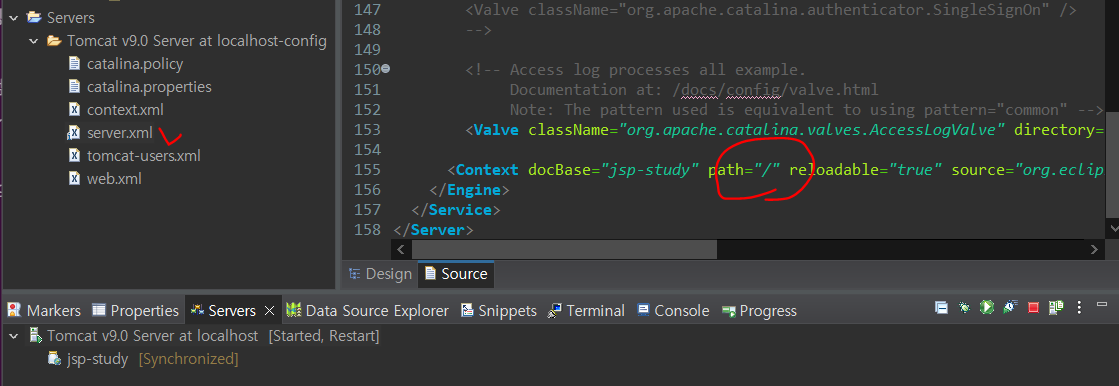 Servers
Tomcat v9.0 Server at localhost-config
catalina.policy
catalina.properties
context.xml
server.xml
tomcat-users.xml
web.xml
147 <Valve className="org.apache.catalina.authenticator.SingleSignOn" />
148 -->
149
150 <!-- Access log processes all example.
151 Documentation at: /docs/config/valve.html
152 Note: The pattern used is equivalent to using pattern="common" -->
153 <Valve className="org.apache.catalina.valves.AccessLogValve" directory=
154
155 <Context docBase="jsp-study" path="/" reloadable="true" source="org.eclip
156 </Engine>
157 </Service>
158 </Server>
Design Source
Markers Properties Servers Data Source Explorer Snippets Terminal Console Progress
Tomcat v9.0 Server at localhost [Started, Restart]
jsp-study [Synchronized]